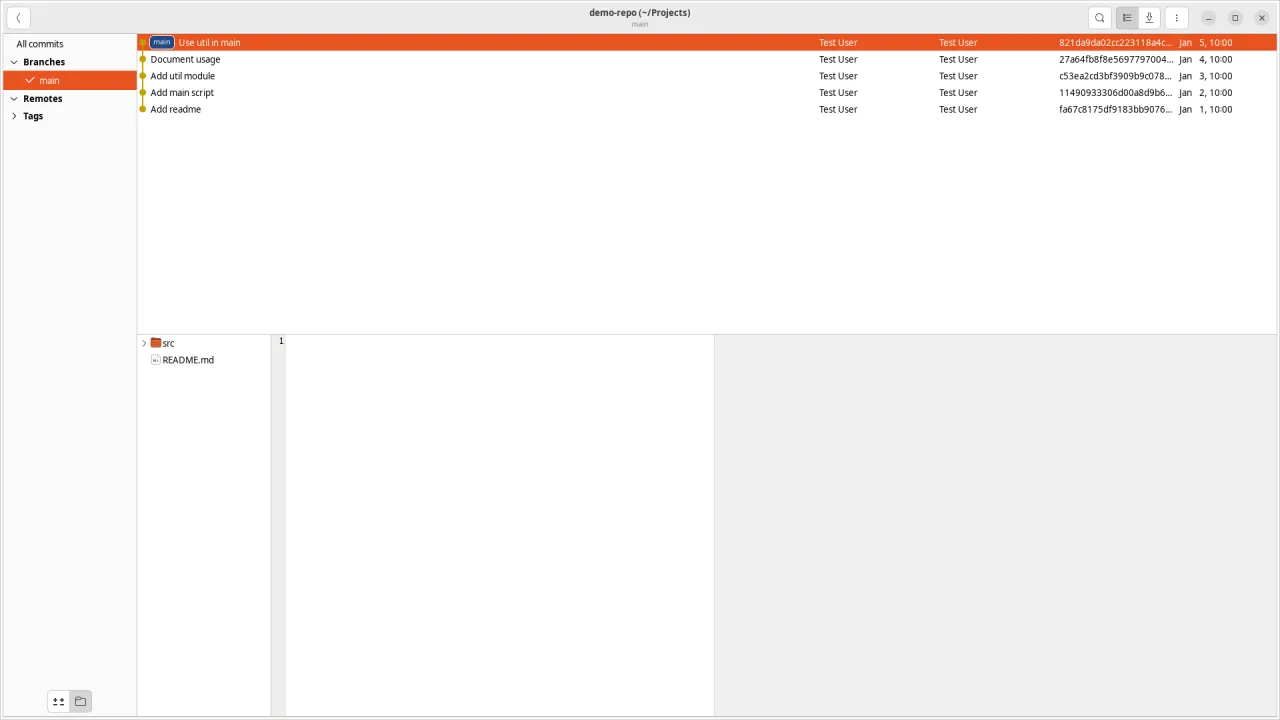 demo-repo (~/Projects)
main
All commits
Branches
main
Remotes
Tags
main Use util in main Test User Test User 821da9da02cc223118a4c... Jan 5, 10:00
Document usage Test User Test User 27a64fb8f8e5697797004... Jan 4, 10:00
Add util module Test User Test User c53ea2cd3bf3909b9c078... Jan 3, 10:00
Add main script Test User Test User 11490933306d00a8d9b6... Jan 2, 10:00
Add readme Test User Test User fa67c8175df9183bb9076... Jan 1, 10:00
src
README.md
1